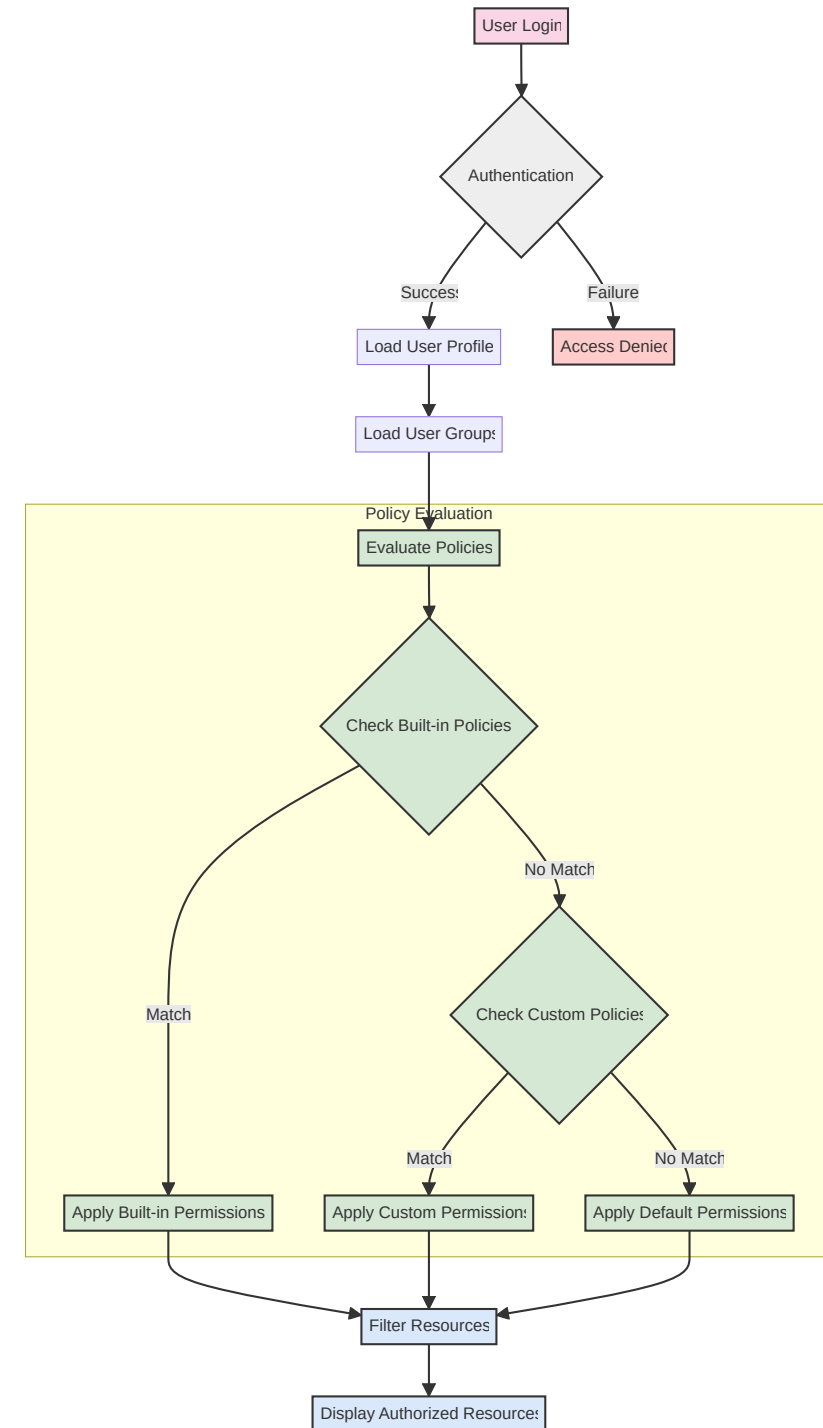 User Login
Authentication
Success
Failure
Load User Profile
Access Denied
Load User Groups
Policy Evaluation
Evaluate Policies
Check Built-in Policies
No Match
Match
Check Custom Policies
Match
No Match
Apply Built-in Permissions
Apply Custom Permissions
Apply Default Permissions
Filter Resources
Display Authorized Resources